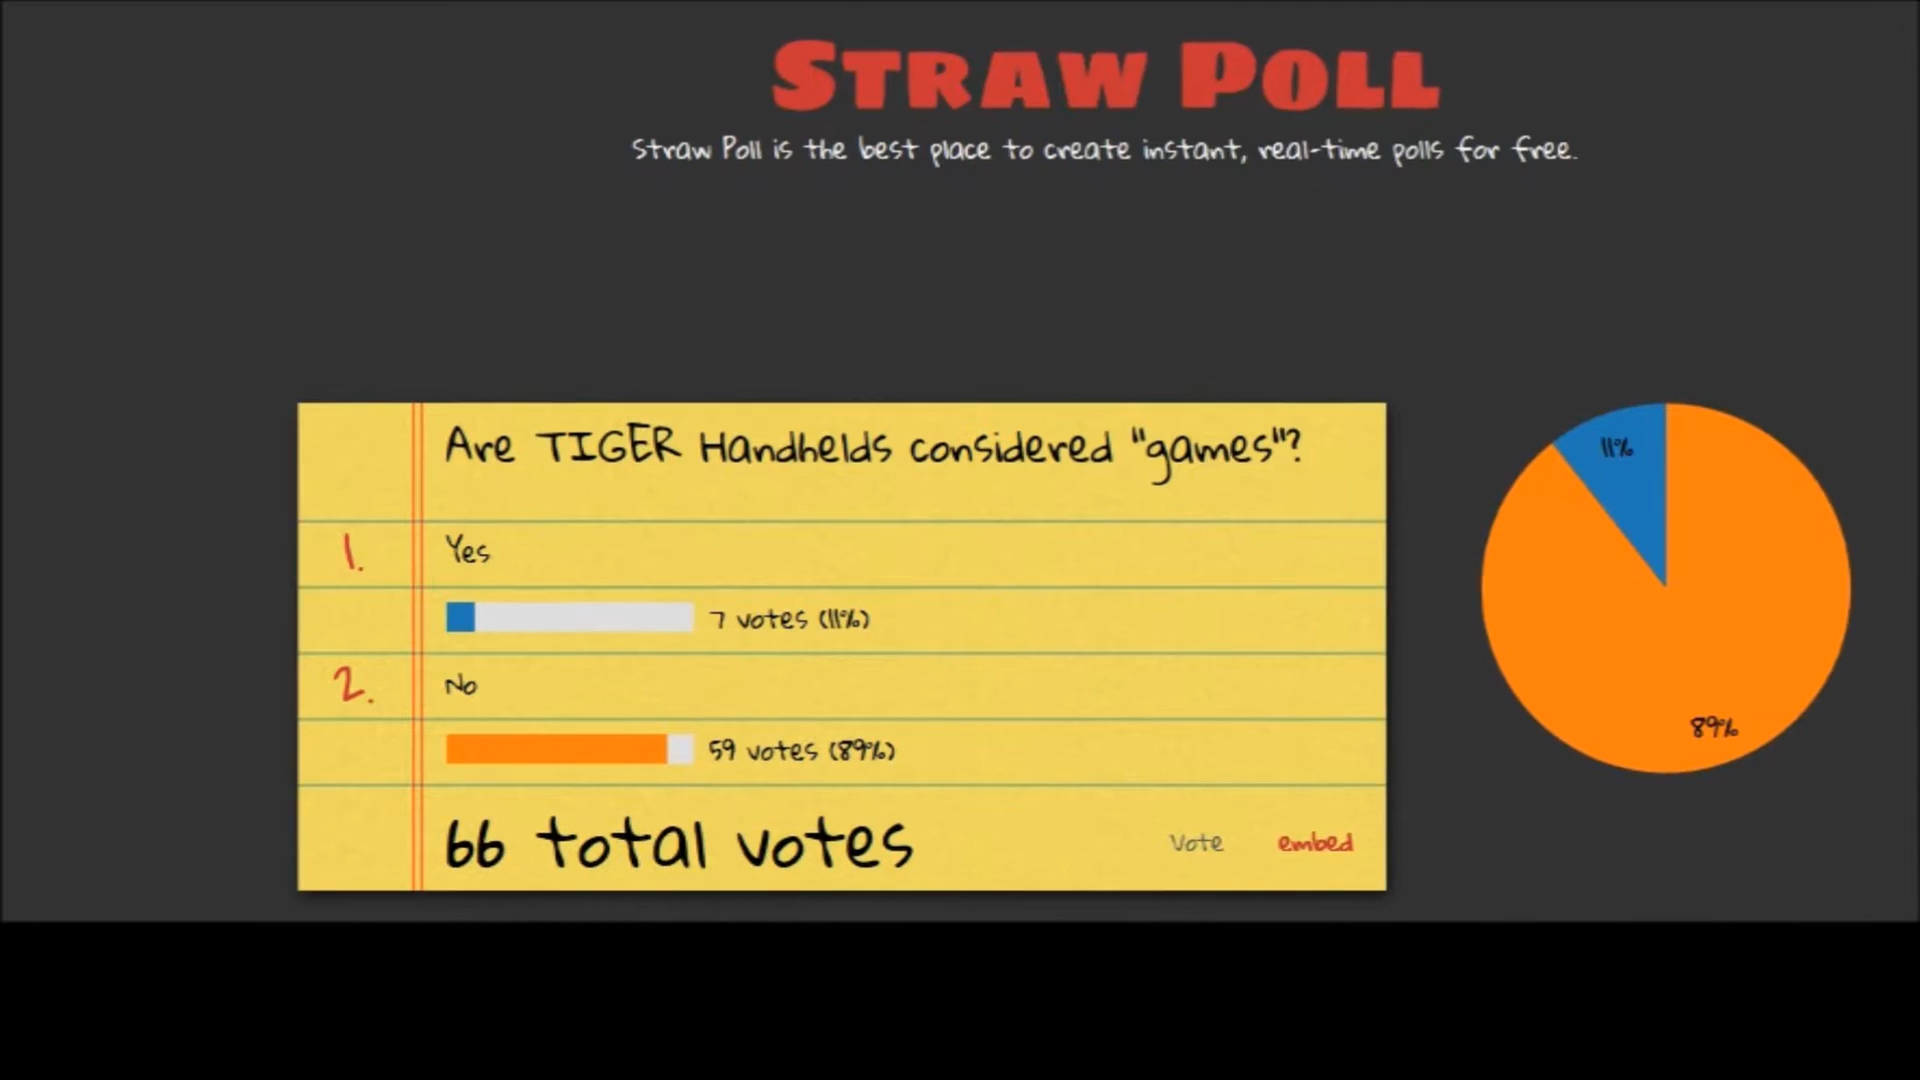 STRAW POLL
Straw Poll is the best place to create instant, real-time polls for free.
Are TIGER Handhelds considered "games"?
1. Yes
7 votes (11%)
2. No
59 votes (89%)
66 total votes
Vote embed
11%
89%